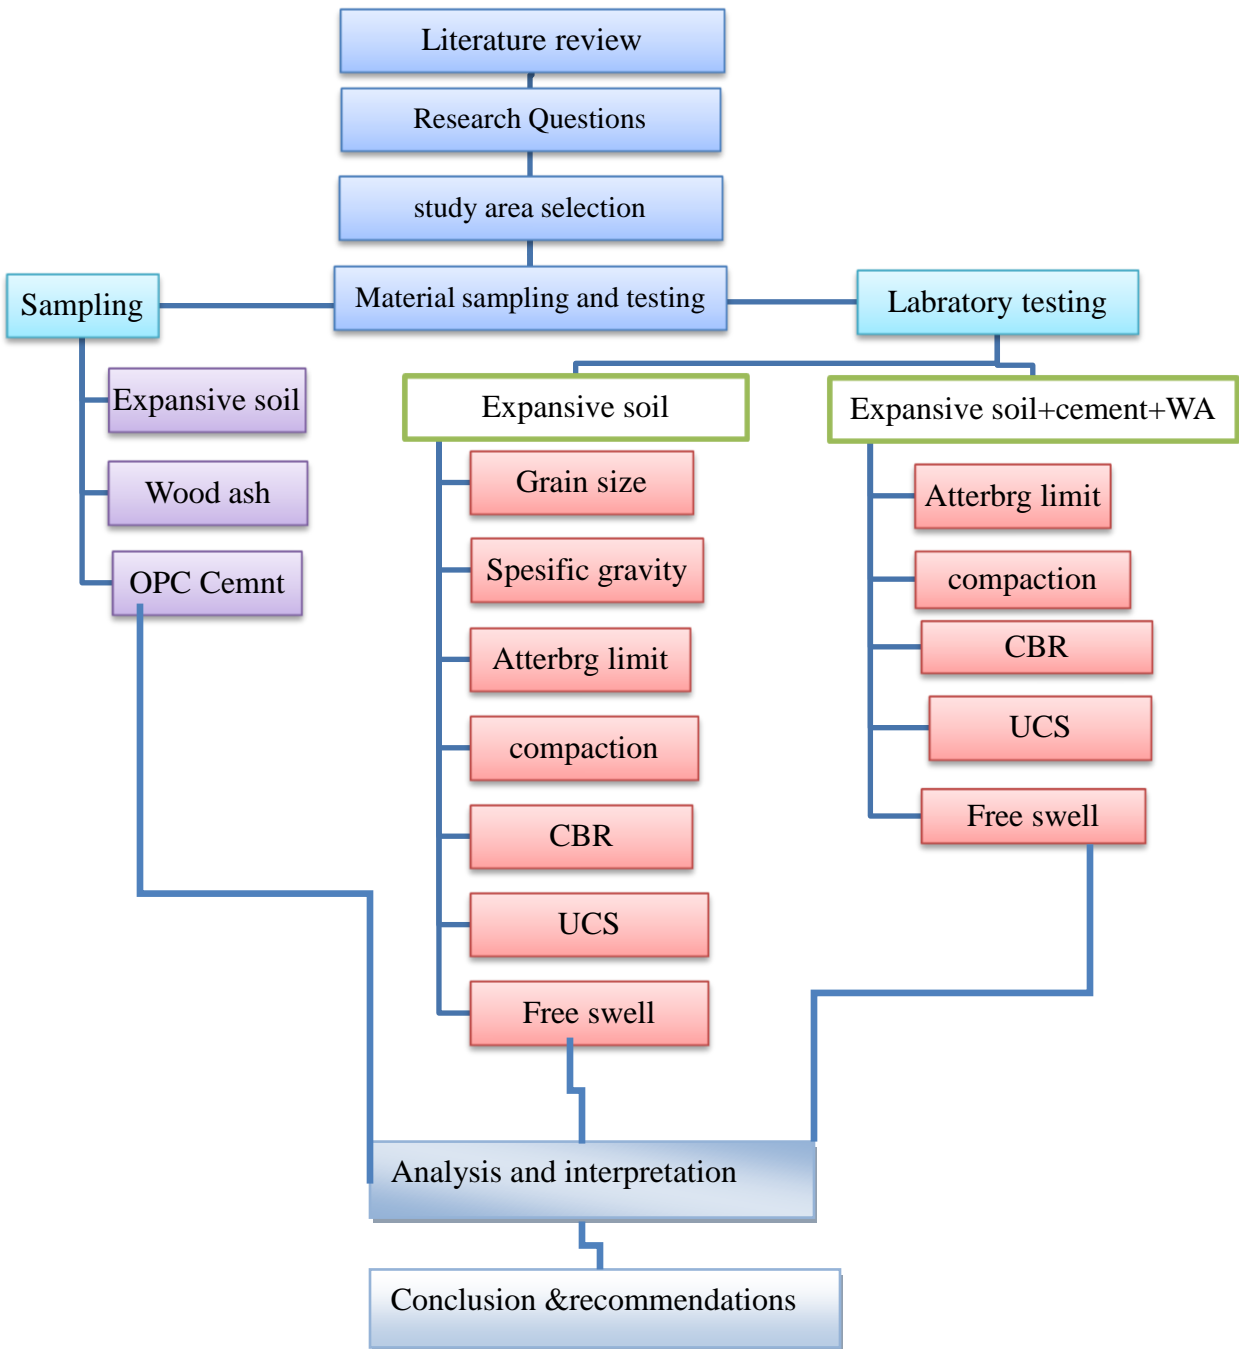 Literature review
Research Questions
study area selection
Material sampling and testing
Sampling
Labratory testing
Expansive soil
Wood ash
OPC Cemnt
Expansive soil
Grain size
Spesific gravity
Atterbrg limit
compaction
CBR
UCS
Free swell
Expansive soil+cement+WA
Atterbrg limit
compaction
CBR
UCS
Free swell
Analysis and interpretation
Conclusion &recommendations